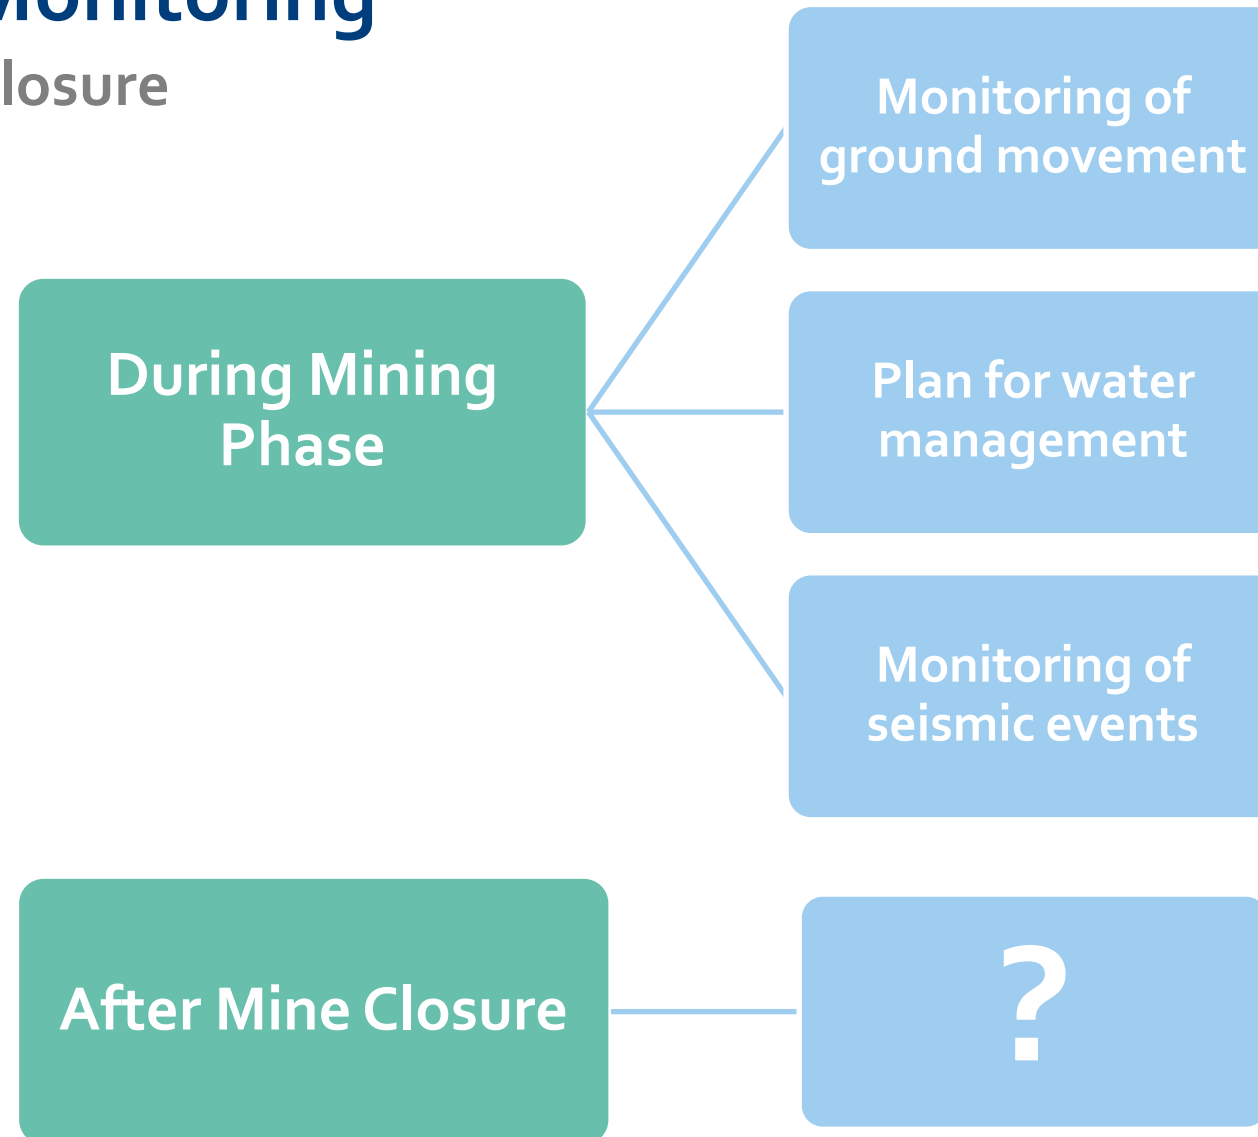 Monitoring
losure
Monitoring of
ground movement
During Mining
Phase
Plan for water
management
Monitoring of
seismic events
After Mine Closure
?